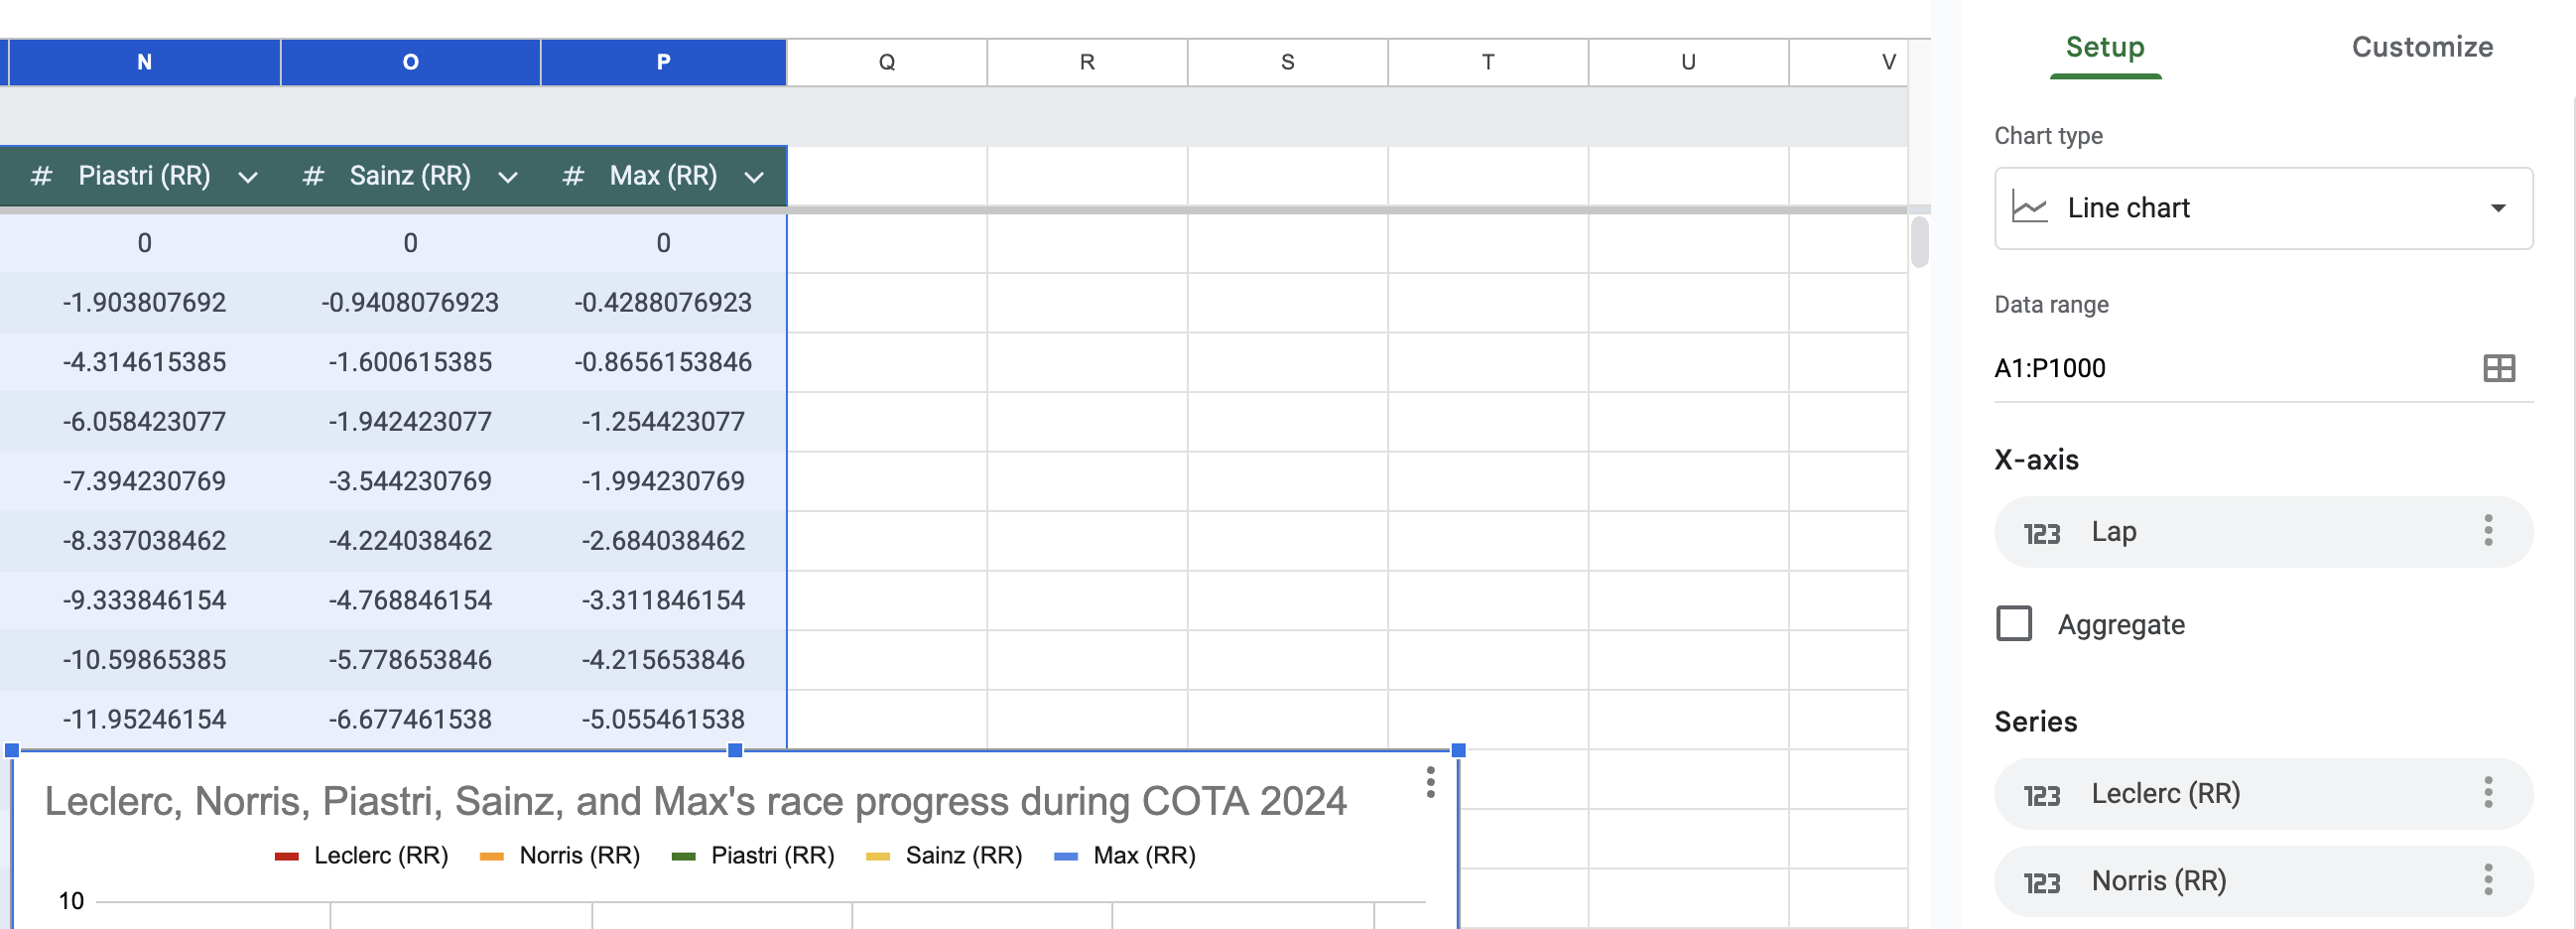 N O P Q R S T U V
# Piastri (RR) # Sainz (RR) # Max (RR)
0 0 0
-1.903807692 -0.9408076923 -0.4288076923
-4.314615385 -1.600615385 -0.8656153846
-6.058423077 -1.942423077 -1.254423077
-7.394230769 -3.544230769 -1.994230769
-8.337038462 -4.224038462 -2.684038462
-9.333846154 -4.768846154 -3.311846154
-10.59865385 -5.778653846 -4.215653846
-11.95246154 -6.677461538 -5.055461538
Leclerc, Norris, Piastri, Sainz, and Max's race progress during COTA 2024
Leclerc (RR) Norris (RR) Piastri (RR) Sainz (RR) Max (RR)
10
Setup Customize
Chart type
Line chart
Data range
A1:P1000
X-axis
123 Lap
Aggregate
Series
123 Leclerc (RR)
123 Norris (RR)